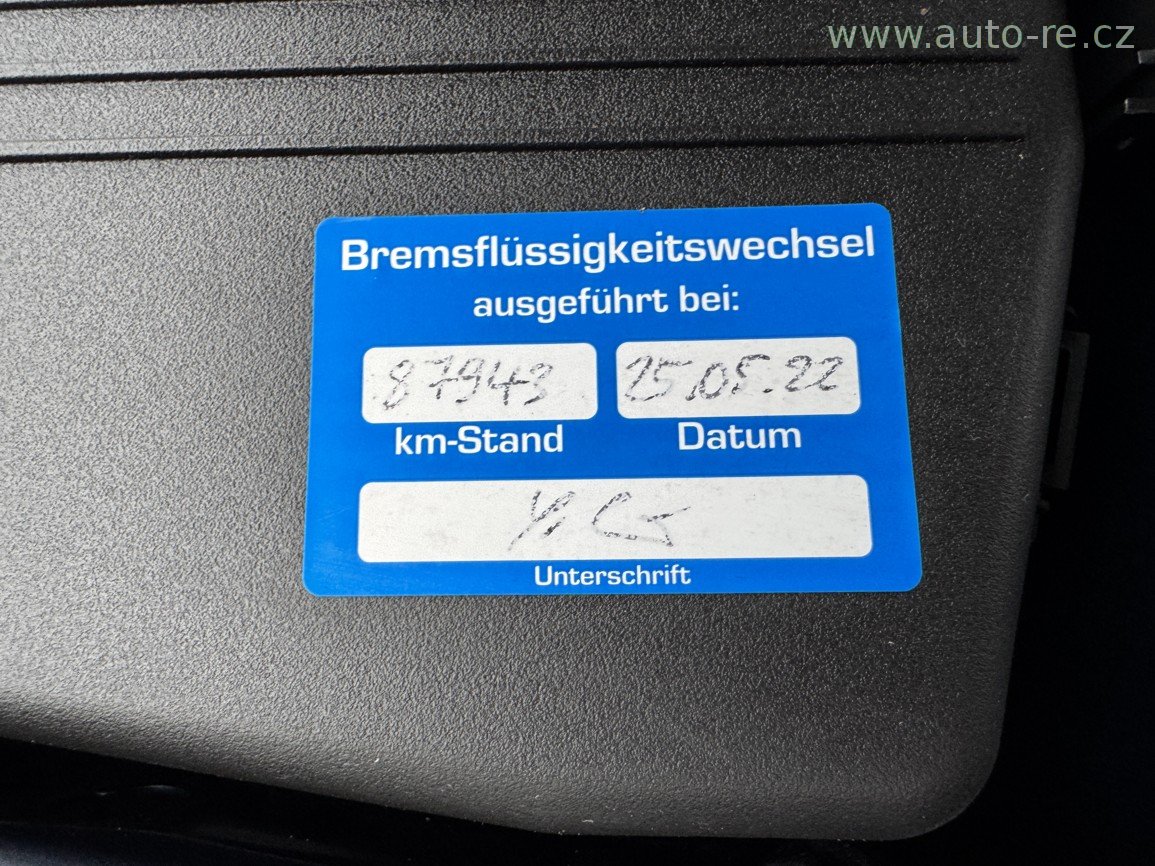 www.auto-re.cz
Bremsflüssigkeitswechsel
ausgeführt bei:
87943 25.05.22
km-Stand Datum
Unterschrift